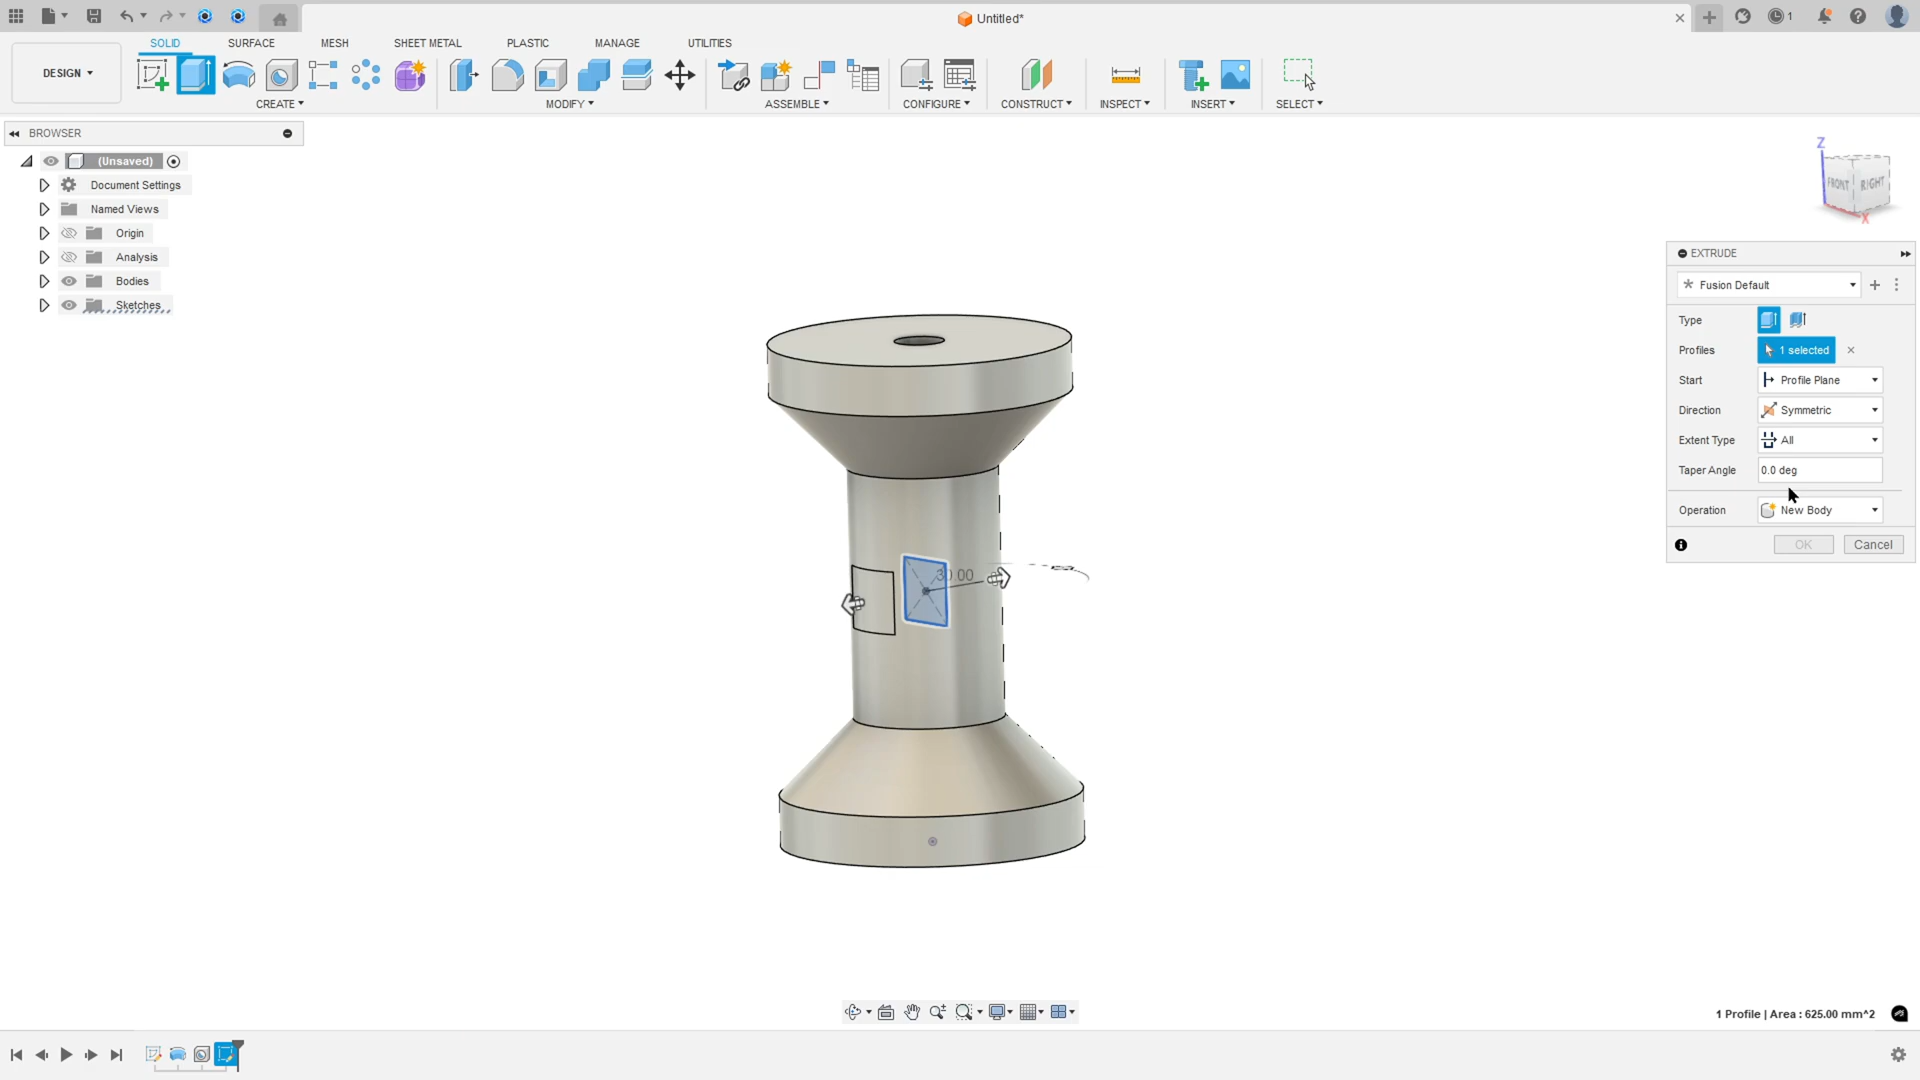 Untitled*
1
DESIGN
SOLID
SURFACE
MESH
SHEET METAL
PLASTIC
MANAGE
UTILITIES
CREATE
MODIFY
ASSEMBLE
CONFIGURE
CONSTRUCT
INSPECT
INSERT
SELECT
BROWSER
(Unsaved)
Document Settings
Named Views
Origin
Analysis
Bodies
Sketches
Z
FRONT
RIGHT
X
30.00
EXTRUDE
Fusion Default
Type
Profiles
1 selected
Start
Profile Plane
Direction
Symmetric
Extent Type
All
Taper Angle
0.0 deg
Operation
New Body
OK
Cancel
1 Profile | Area : 625.00 mm^2